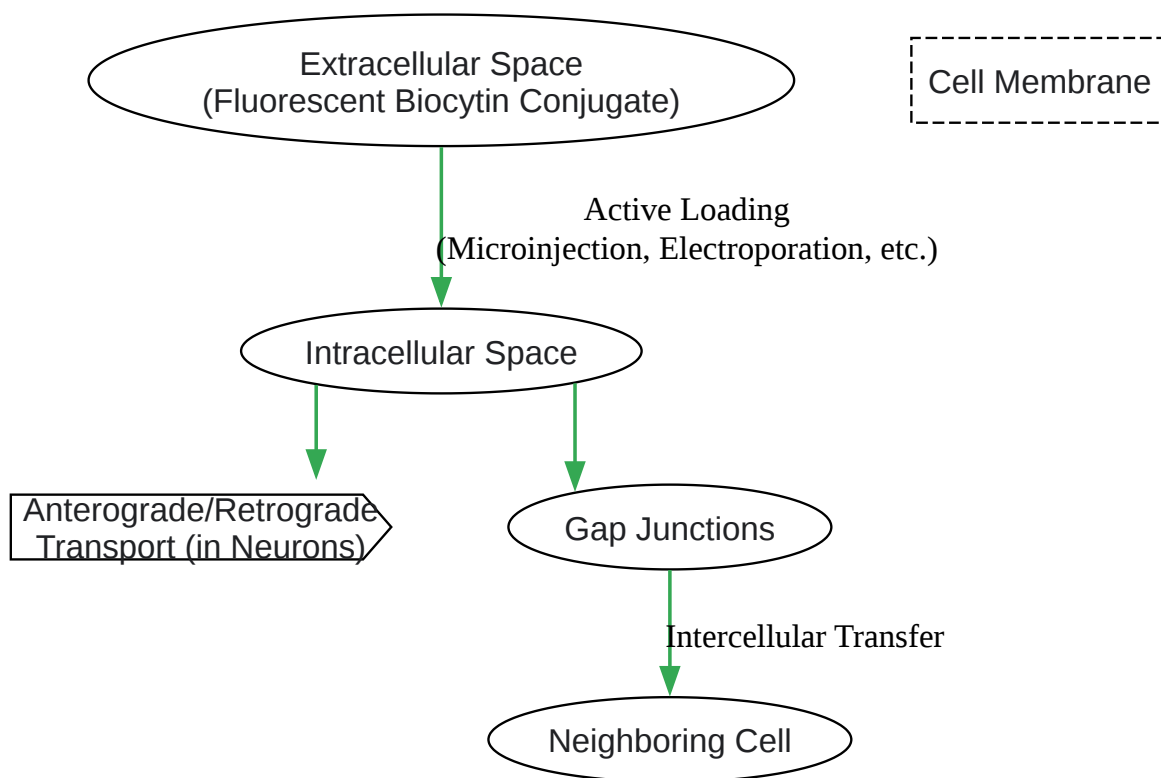 Extracellular Space
(Fluorescent Biocytin Conjugate)
Cell Membrane
Active Loading
(Microinjection, Electroporation, etc.)
Intracellular Space
Anterograde/Retrograde
Transport (in Neurons)
Gap Junctions
Intercellular Transfer
Neighboring Cell